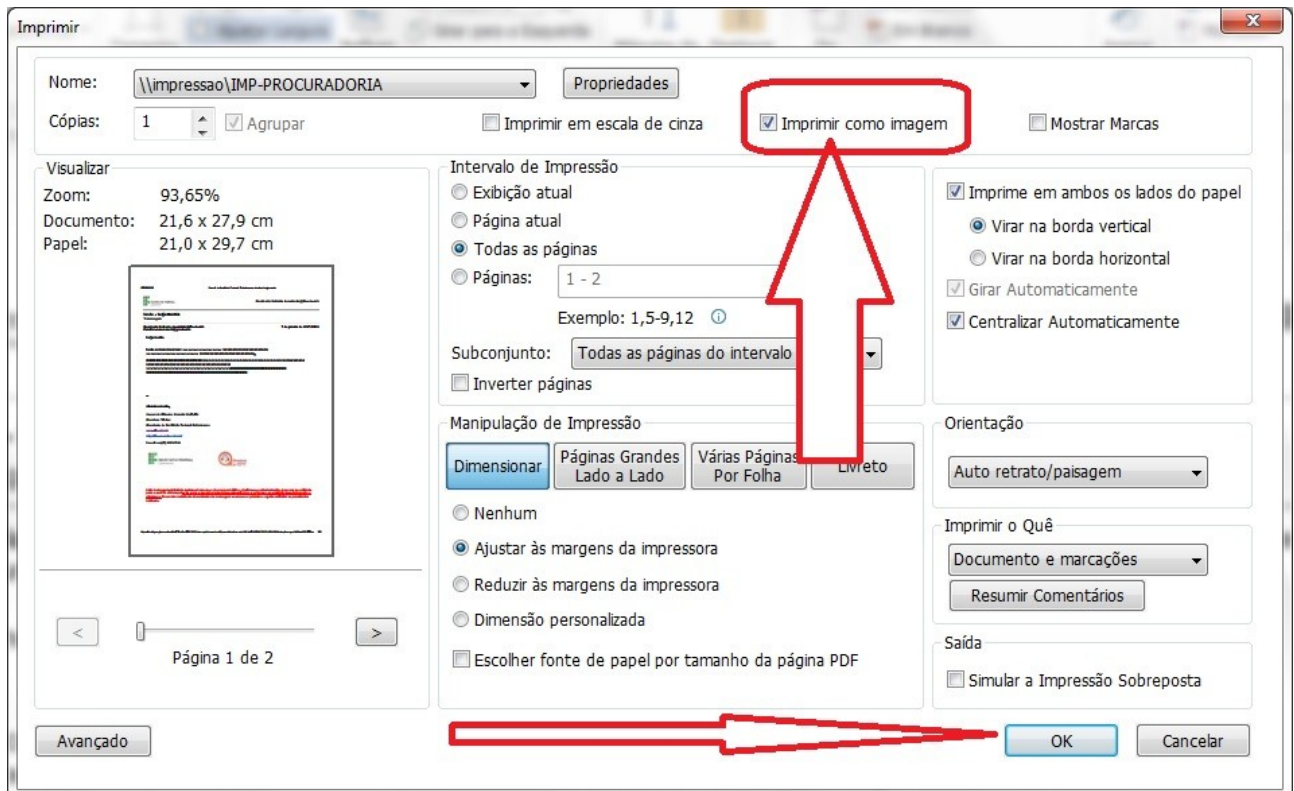 Imprimir
Nome: \\impressao\IMP-PROCURADORIA Propriedades
Cópias: 1 Agrupar Imprimir em escala de cinza Imprimir como imagem Mostrar Marcas
Visualizar
Zoom: 93,65%
Documento: 21,6 x 27,9 cm
Papel: 21,0 x 29,7 cm
< >
Página 1 de 2
Intervalo de Impressão
Exibição atual
Página atual
Todas as páginas
Páginas: 1 - 2
Exemplo: 1,5-9,12
Subconjunto: Todas as páginas do intervalo
Inverter páginas
Manipulação de Impressão
Dimensionar
Páginas Grandes
Lado a Lado
Várias Páginas
Por Folha
Livreto
Nenhum
Ajustar às margens da impressora
Reduzir às margens da impressora
Dimensão personalizada
Escolher fonte de papel por tamanho da página PDF
Imprime em ambos os lados do papel
Virar na borda vertical
Virar na borda horizontal
Girar Automaticamente
Centralizar Automaticamente
Orientação
Auto retrato/paisagem
Imprimir o Quê
Documento e marcações
Resumir Comentários
Saída
Simular a Impressão Sobreposta
Avançado OK Cancelar